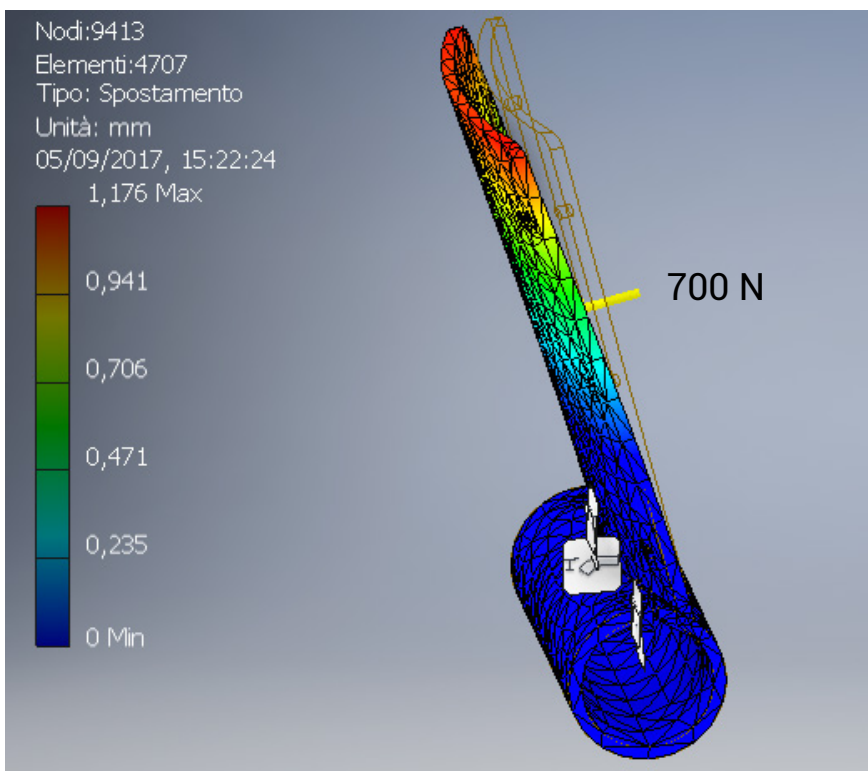 Nodi:9413
Elementi:4707
Tipo: Spostamento
Unità: mm
05/09/2017, 15:22:24
1,176 Max
0,941
700 N
0,706
0,471
0,235
0 Min